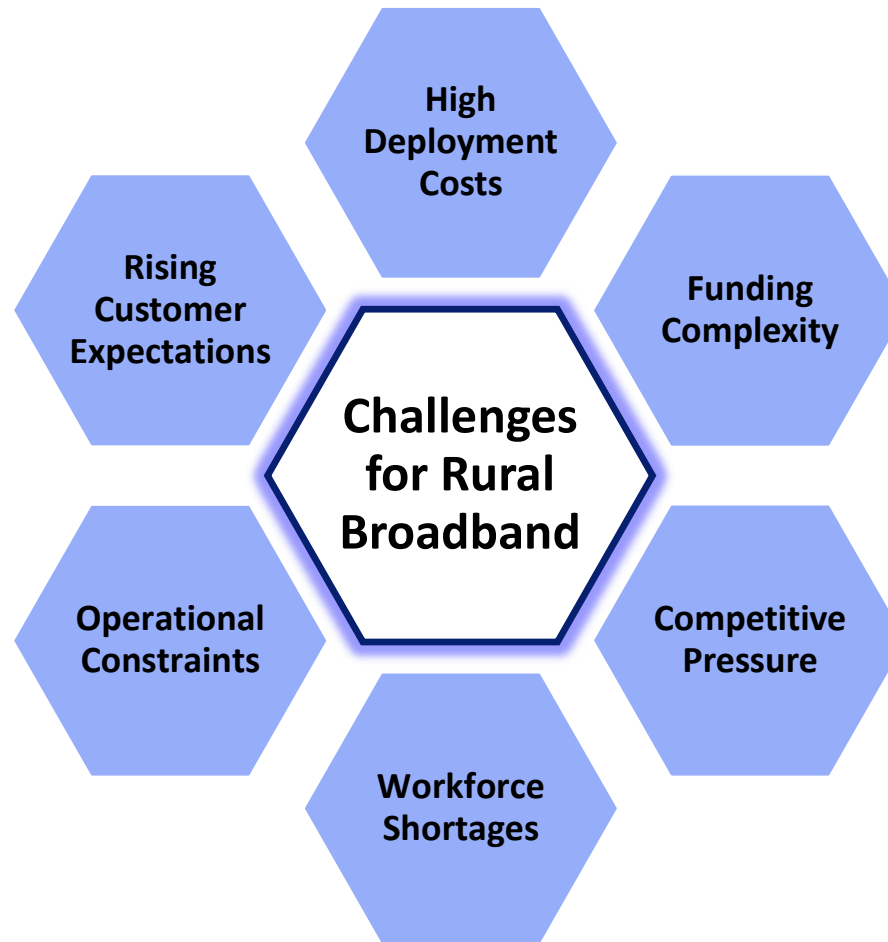 High
Deployment
Costs
Rising
Customer
Expectations
Funding
Complexity
Challenges
for Rural
Broadband
Operational
Constraints
Competitive
Pressure
Workforce
Shortages